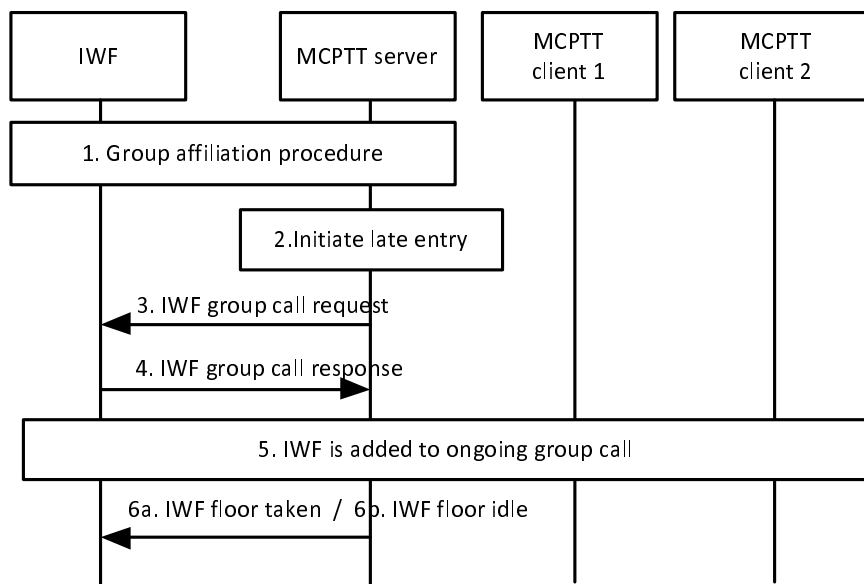 IWF
MCPTT server
MCPTT
client 1
MCPTT
client 2
1. Group affiliation procedure
2.Initiate late entry
3. IWF group call request
4. IWF group call response
5. IWF is added to ongoing group call
6a. IWF floor taken / 6b. IWF floor idle